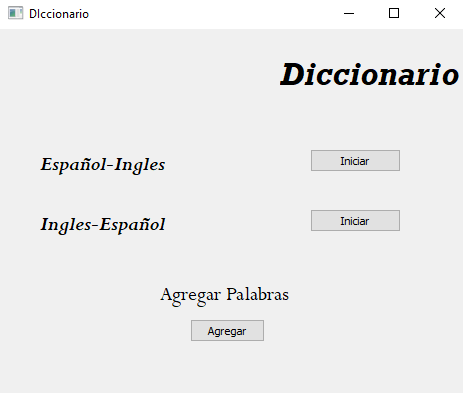 DIccionario
Diccionario
Español-Ingles Iniciar
Ingles-Español Iniciar
Agregar Palabras
Agregar